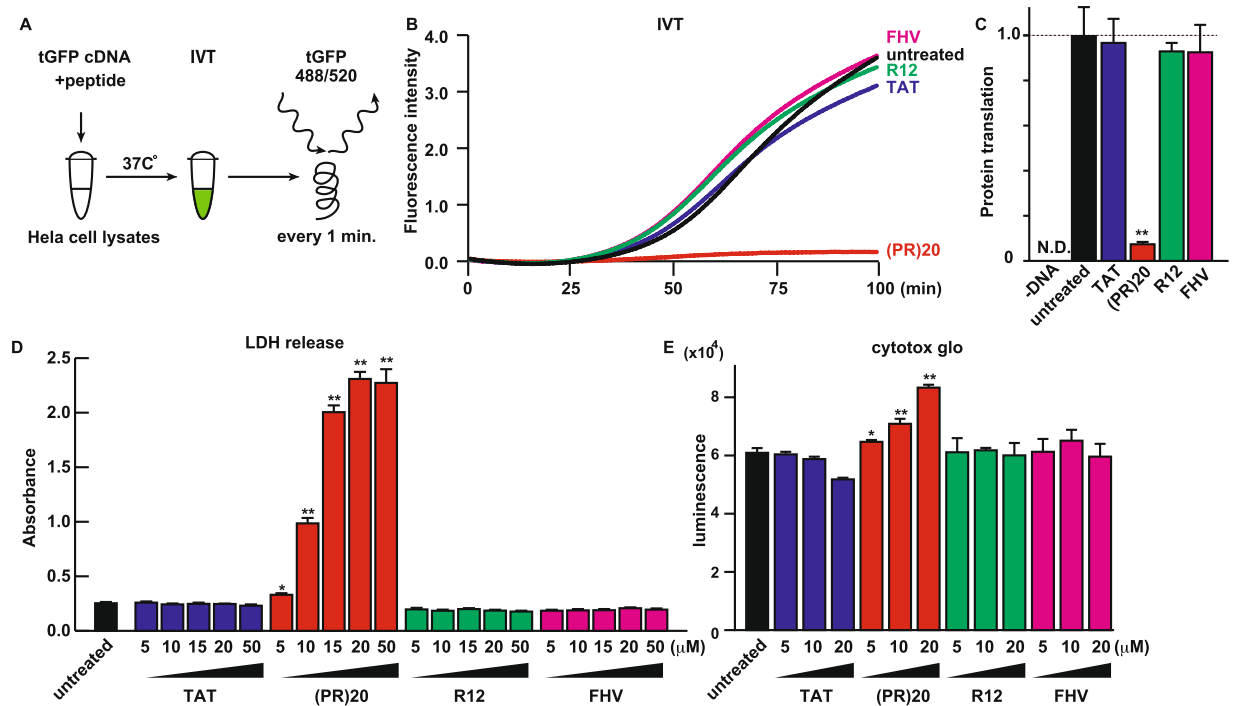 A
tGFP cDNA
+peptide
IVT
tGFP
488/520
37C°
Hela cell lysates
every 1 min.
B
IVT
Fluorescence intensity
4.0
3.0
2.0
1.0
0.0
0
25
50
75
100 (min)
FHV
untreated
R12
TAT
(PR)20
C
Protein translation
1.0
0
N.D.
**
-DNA
untreated
TAT
(PR)20
R12
FHV
D
LDH release
Absorbance
2.5
2.0
1.5
1.0
0.5
0.0
*
**
**
**
**
untreated
5 10 15 20 50 5 10 15 20 50 5 10 15 20 50 5 10 15 20 50 (μM)
TAT (PR)20 R12 FHV
E
(x10⁴)
cytotox glo
luminescence
8
6
4
2
0
*
**
**
untreated
5 10 20 5 10 20 5 10 20 5 10 20 (μM)
TAT (PR)20 R12 FHV